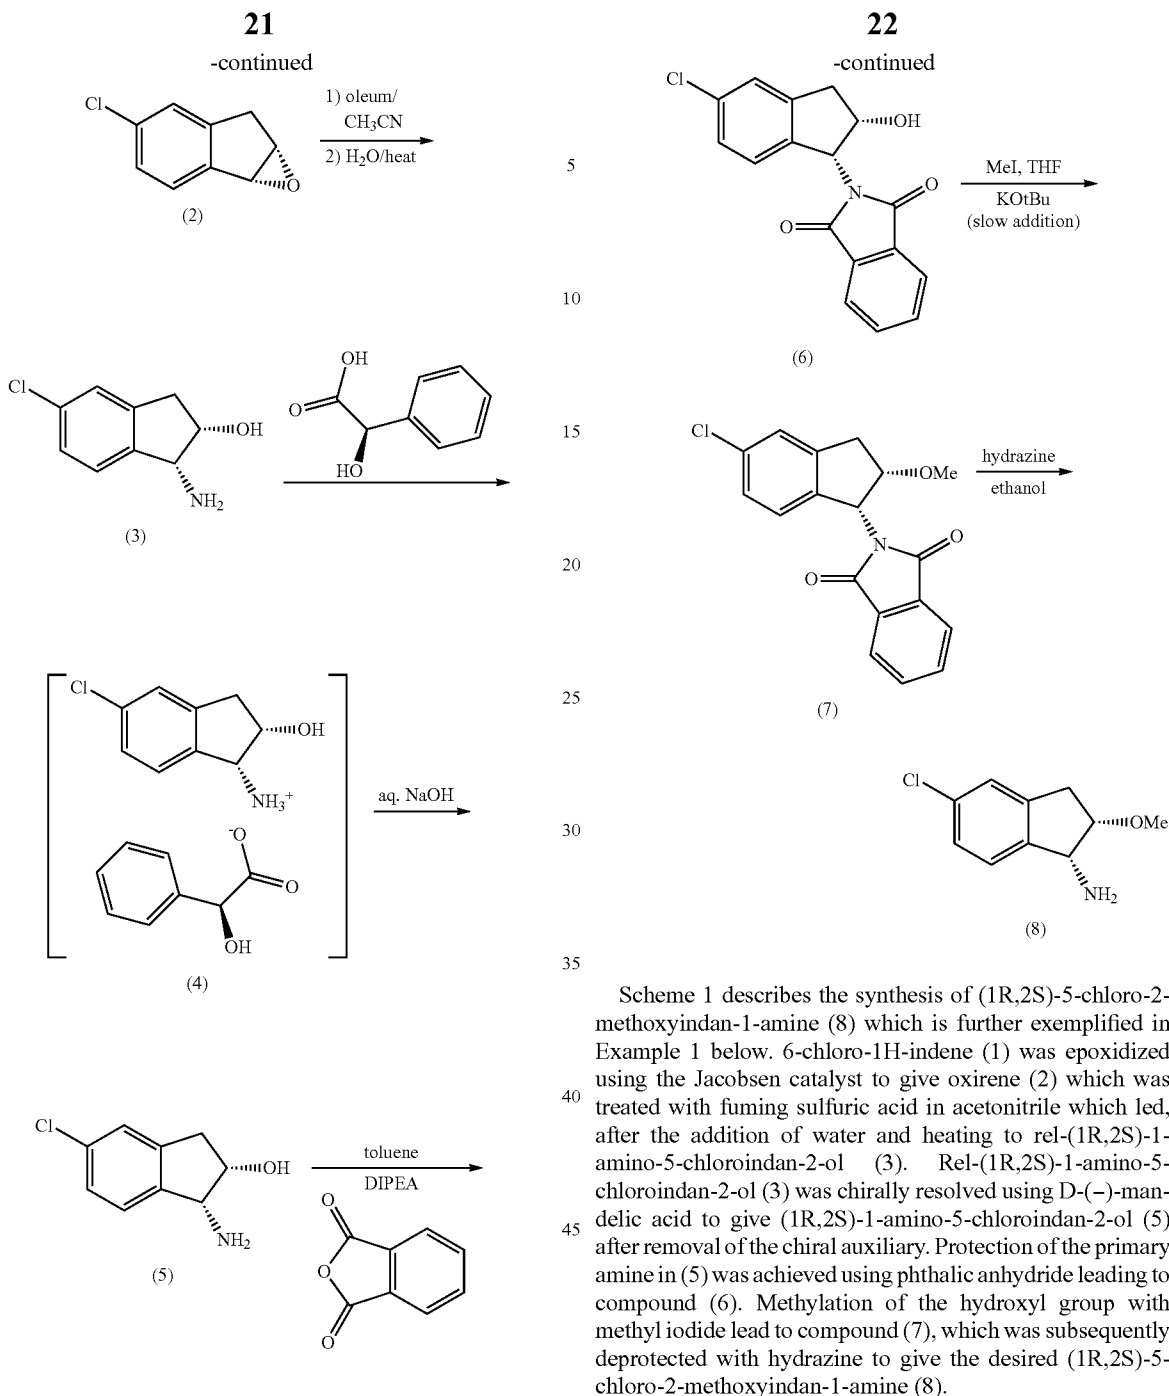 21
-continued
Cl
O
1) oleum/
CH3CN
2) H2O/heat
(2)
Cl
OH
NH2
(3)
OH
O
HO
Cl
OH
NH3+
-O
O
OH
(4)
aq. NaOH
Cl
OH
NH2
(5)
toluene
DIPEA
O
O
O
5
10
15
20
25
30
35
40
45
22
-continued
Cl
OH
N
O
O
(6)
MeI, THF
KOtBu
(slow addition)
Cl
OMe
N
O
O
(7)
hydrazine
ethanol
Cl
OMe
NH2
(8)
Scheme 1 describes the synthesis of (1R,2S)-5-chloro-2-
methoxyindan-1-amine (8) which is further exemplified in
Example 1 below. 6-chloro-1H-indene (1) was epoxidized
using the Jacobsen catalyst to give oxirene (2) which was
treated with fuming sulfuric acid in acetonitrile which led,
after the addition of water and heating to rel-(1R,2S)-1-
amino-5-chloroindan-2-ol (3). Rel-(1R,2S)-1-amino-5-
chloroindan-2-ol (3) was chirally resolved using D-(−)-man-
delic acid to give (1R,2S)-1-amino-5-chloroindan-2-ol (5)
after removal of the chiral auxiliary. Protection of the primary
amine in (5) was achieved using phthalic anhydride leading to
compound (6). Methylation of the hydroxyl group with
methyl iodide lead to compound (7), which was subsequently
deprotected with hydrazine to give the desired (1R,2S)-5-
chloro-2-methoxyindan-1-amine (8).